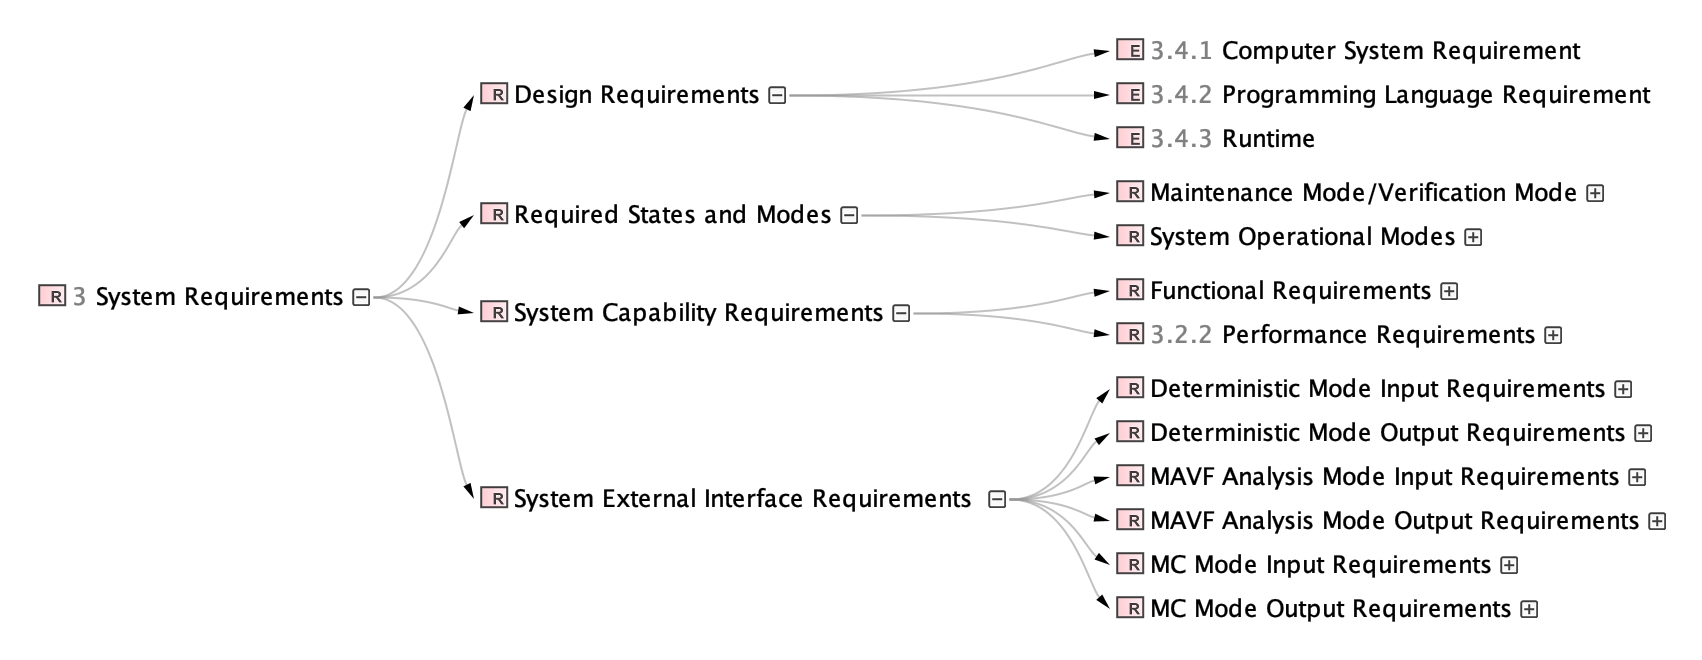 R 3 System Requirements
R Design Requirements
E 3.4.1 Computer System Requirement
E 3.4.2 Programming Language Requirement
E 3.4.3 Runtime
R Required States and Modes
R Maintenance Mode/Verification Mode
R System Operational Modes
R System Capability Requirements
R Functional Requirements
R 3.2.2 Performance Requirements
R System External Interface Requirements
R Deterministic Mode Input Requirements
R Deterministic Mode Output Requirements
R MAVF Analysis Mode Input Requirements
R MAVF Analysis Mode Output Requirements
R MC Mode Input Requirements
R MC Mode Output Requirements